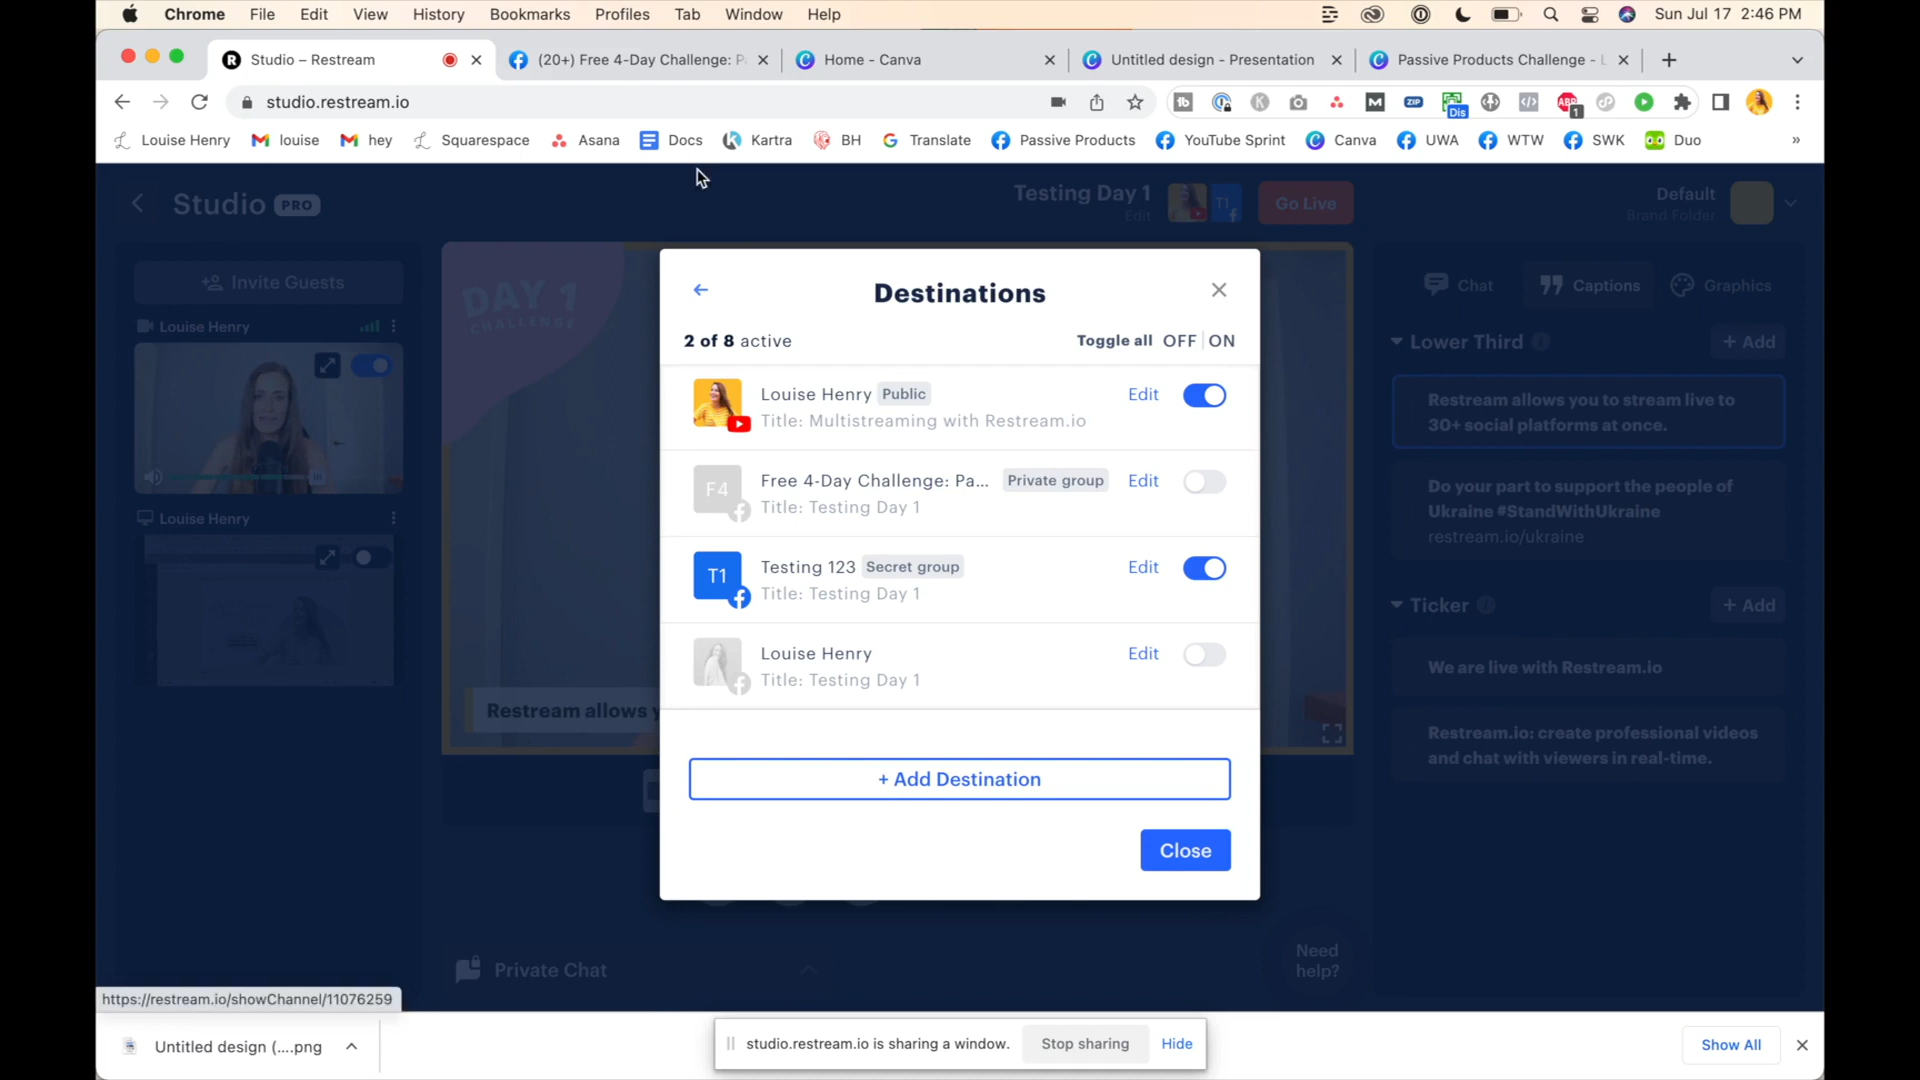 Chrome File Edit View History Bookmarks Profiles Tab Window Help Sun Jul 17 2:46 PM
Studio – Restream (20+) Free 4-Day Challenge: P Home - Canva Untitled design - Presentation Passive Products Challenge - L
studio.restream.io
Louise Henry louise hey Squarespace Asana Docs Kartra BH Translate Passive Products YouTube Sprint Canva UWA WTW SWK Duo »
Studio PRO
Testing Day 1
Edit
T1
Go Live
Default
Brand Folder
Invite Guests
Louise Henry
Louise Henry
DAY 1
CHALLENGE
Restream allows y
Destinations
2 of 8 active Toggle all OFF ON
Louise Henry Public Edit
Title: Multistreaming with Restream.io
F4
Free 4-Day Challenge: Pa... Private group Edit
Title: Testing Day 1
T1
Testing 123 Secret group Edit
Title: Testing Day 1
Louise Henry Edit
Title: Testing Day 1
+ Add Destination
Close
Chat Captions Graphics
Lower Third + Add
Restream allows you to stream live to
30+ social platforms at once.
Do your part to support the people of
Ukraine #StandWithUkraine
restream.io/ukraine
Ticker + Add
We are live with Restream.io
Restream.io: create professional videos
and chat with viewers in real-time.
Private Chat
Need
help?
https://restream.io/showChannel/11076259
Untitled design (....png
studio.restream.io is sharing a window. Stop sharing Hide
Show All